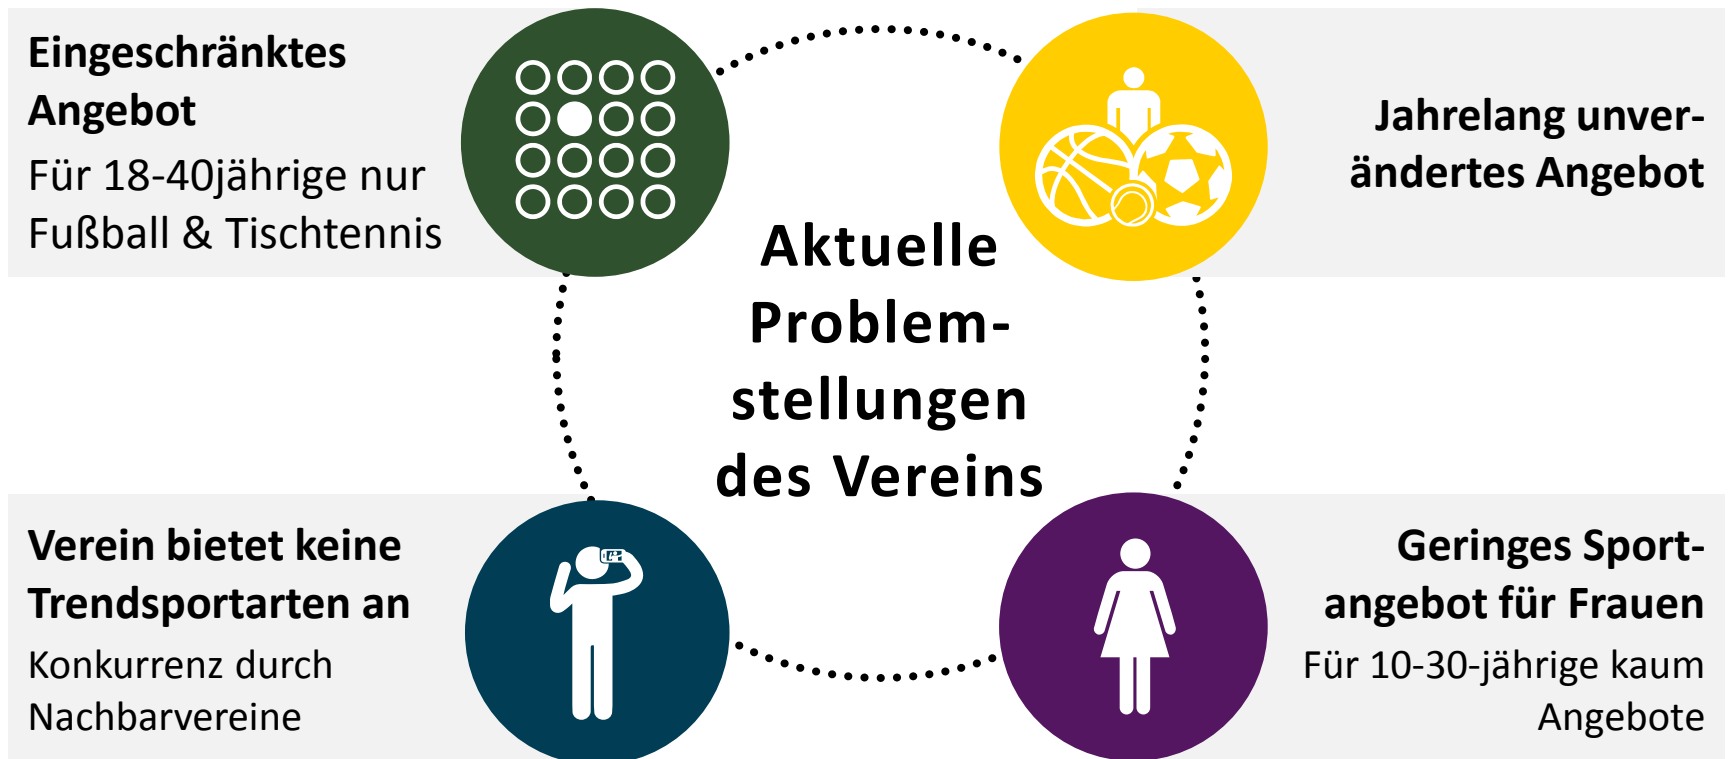 Eingeschränktes
Angebot
Für 18-40jährige nur
Fußball & Tischtennis
Jahrelang unver-
ändertes Angebot
Aktuelle
Problem-
stellungen
des Vereins
Verein bietet keine
Trendsportarten an
Konkurrenz durch
Nachbarvereine
Geringes Sport-
angebot für Frauen
Für 10-30-jährige kaum
Angebote